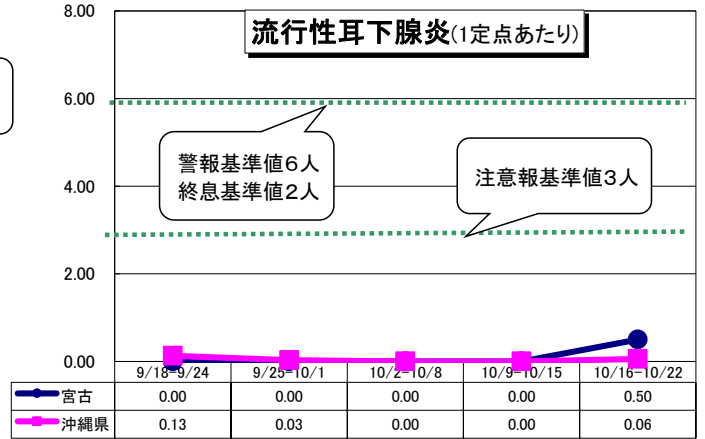 流行性耳下腺炎(1定点あたり)
8.00
6.00
4.00
2.00
0.00
警報基準値6人
終息基準値2人
注意報基準値3人
9/18-9/24 9/25-10/1 10/2-10/8 10/9-10/15 10/16-10/22
宮古 0.00 0.00 0.00 0.00 0.50
沖縄県 0.13 0.03 0.00 0.00 0.06